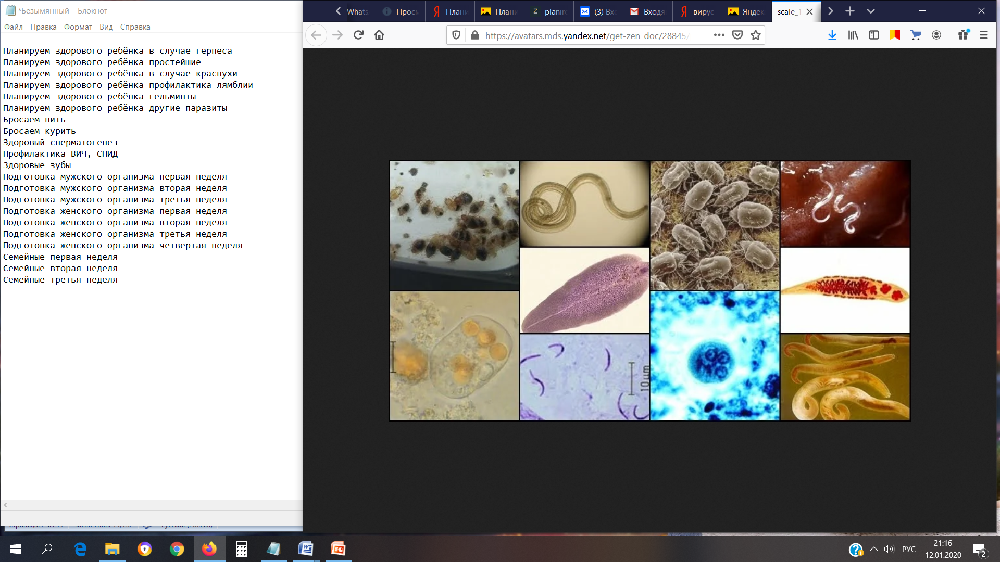 *Безымянный – Блокнот
Файл Правка Формат Вид Справка
Планируем здорового ребёнка в случае герпеса
Планируем здорового ребёнка простейшие
Планируем здорового ребёнка в случае краснухи
Планируем здорового ребёнка профилактика лямблии
Планируем здорового ребёнка гельминты
Планируем здорового ребёнка другие паразиты
Бросаем пить
Бросаем курить
Здоровый сперматогенез
Профилактика ВИЧ, СПИД
Здоровые зубы
Подготовка мужского организма первая неделя
Подготовка мужского организма вторая неделя
Подготовка мужского организма третья неделя
Подготовка женского организма первая неделя
Подготовка женского организма вторая неделя
Подготовка женского организма третья неделя
Подготовка женского организма четвертая неделя
Семейные первая неделя
Семейные вторая неделя
Семейные третья неделя
Whats Прос Плани Плани planir (3) Вх Входя вирус Яндек scale_1
https://avatars.mds.yandex.net/get-zen_doc/28845/
10 µm
РУС
21:16
12.01.2020
2